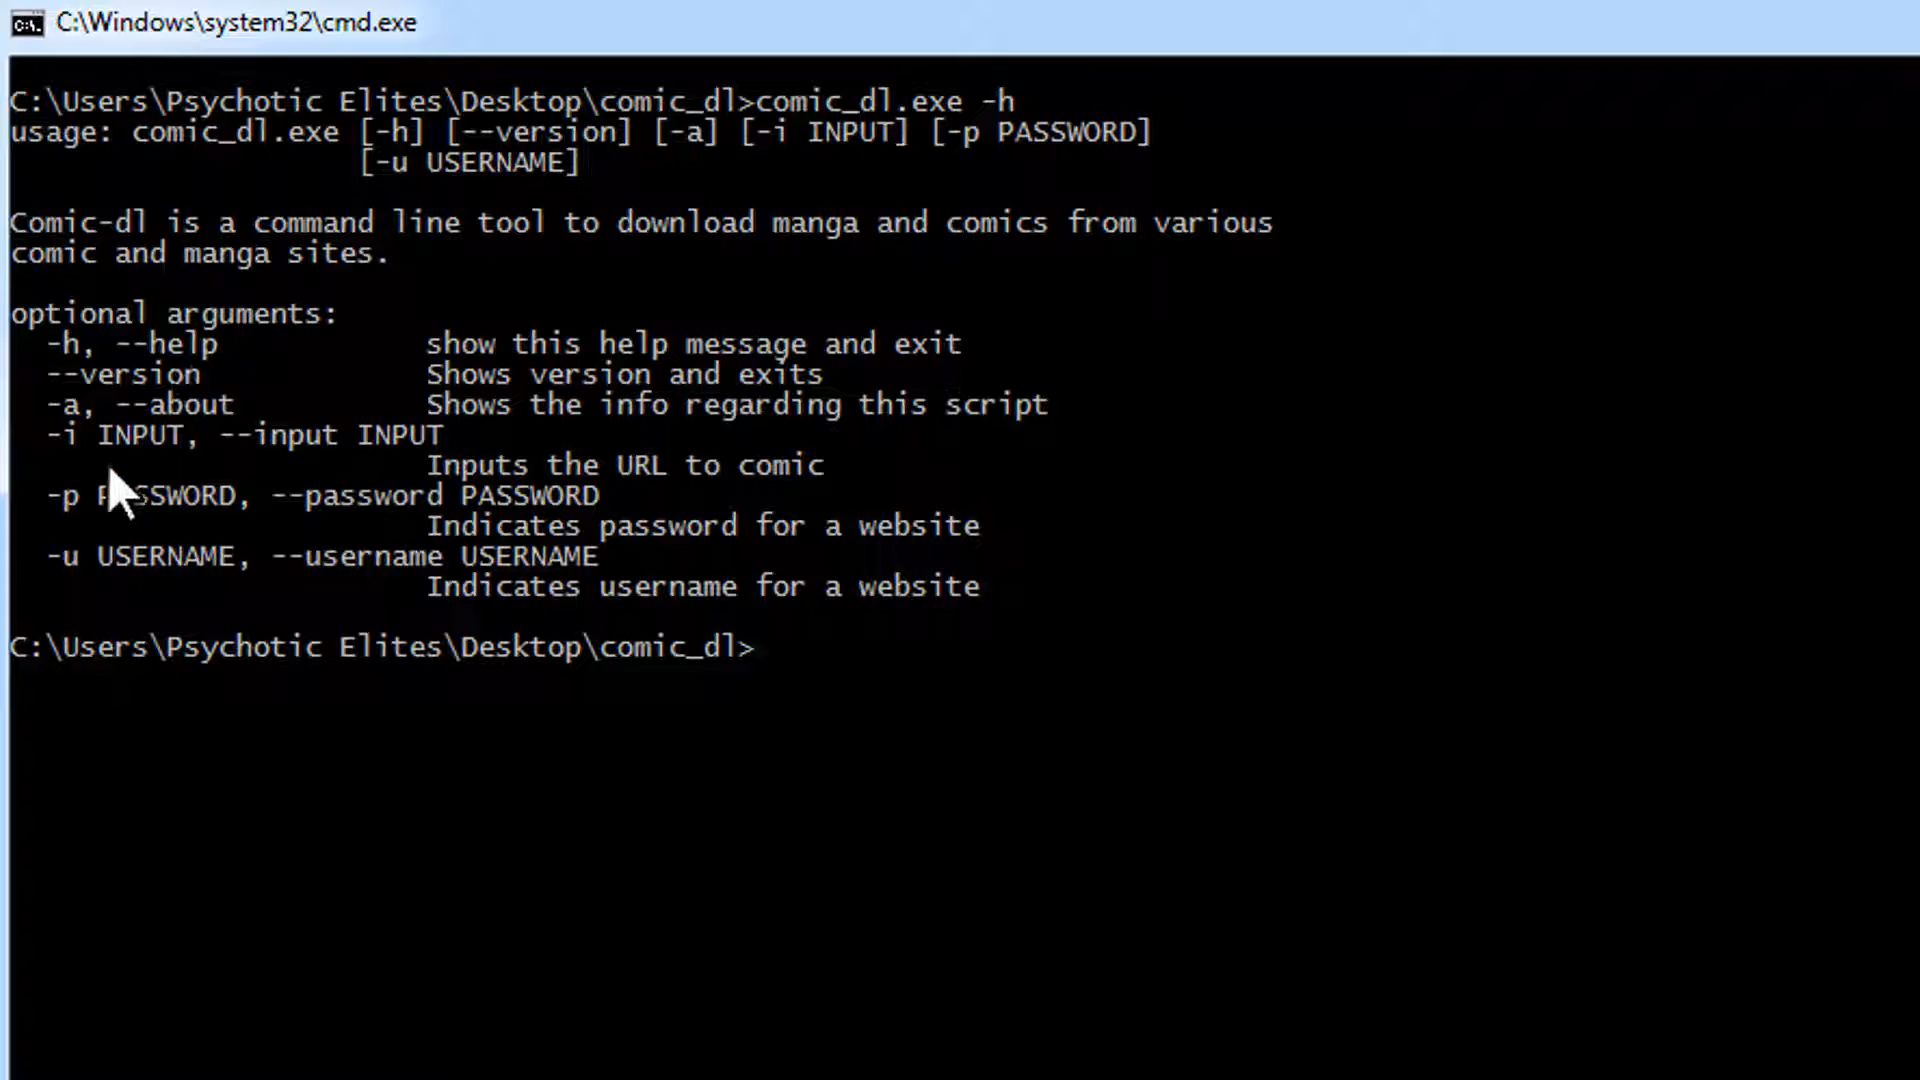 C:\Windows\system32\cmd.exe
C:\Users\Psychotic Elites\Desktop\comic_dl>comic_dl.exe -h
usage: comic_dl.exe [-h] [--version] [-a] [-i INPUT] [-p PASSWORD]
[-u USERNAME]
Comic-dl is a command line tool to download manga and comics from various
comic and manga sites.
optional arguments:
-h, --help show this help message and exit
--version Shows version and exits
-a, --about Shows the info regarding this script
-i INPUT, --input INPUT
Inputs the URL to comic
-p PASSWORD, --password PASSWORD
Indicates password for a website
-u USERNAME, --username USERNAME
Indicates username for a website
C:\Users\Psychotic Elites\Desktop\comic_dl>